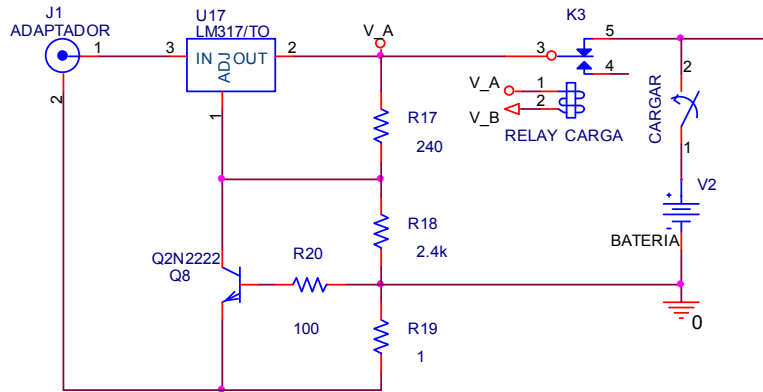 J1
ADAPTADOR
1
2
U17
LM317/TO
3
IN
ADJ
OUT
2
1
V_A
K3
3
5
4
V_A
1
V_B
2
RELAY CARGA
2
CARGAR
1
V2
+
-
BATERIA
0
R17
240
R18
2.4k
Q2N2222
Q8
R20
100
R19
1